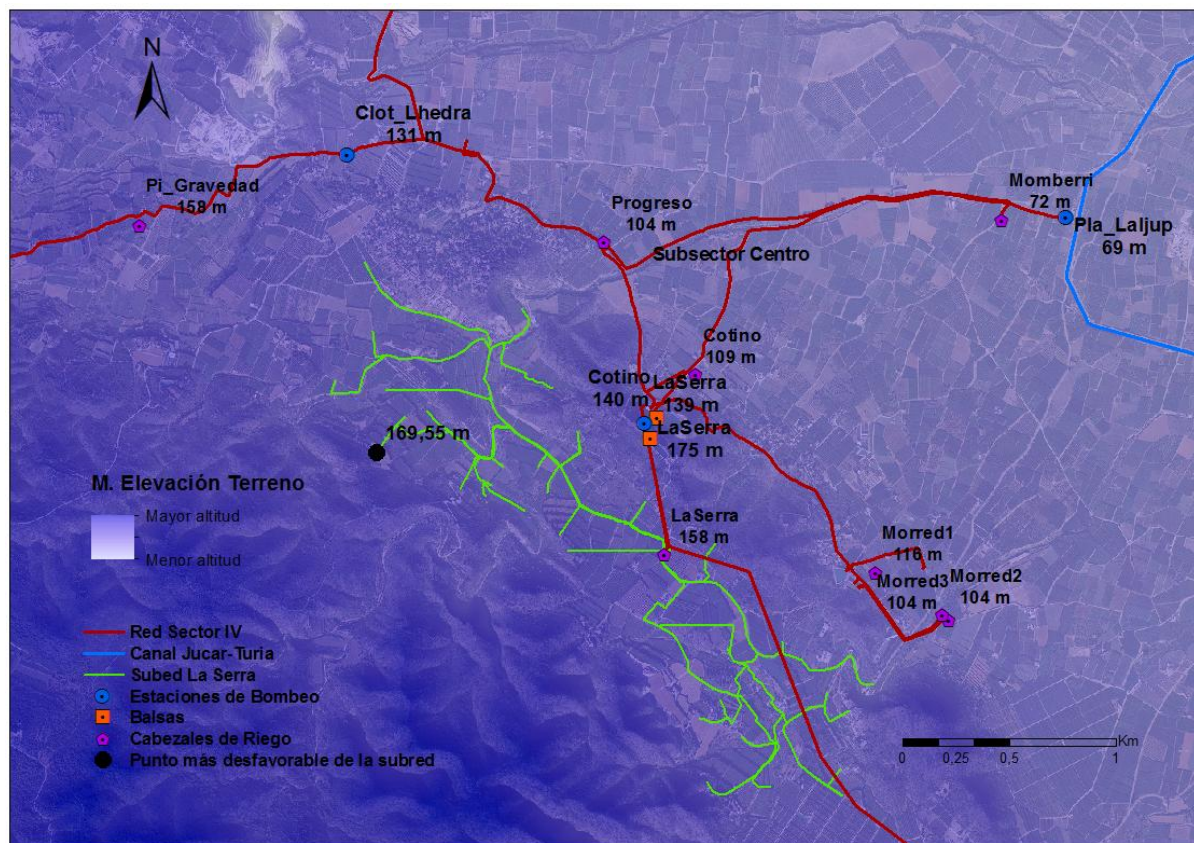 N
Clot_Lhedra
131 m
Pi_Gravedad
158 m
Momberri
72 m
Progreso
104 m
Pla_Laljup
69 m
Subsector Centro
Cotino
109 m
Cotino
140 m
LaSerra
139 m
LaSerra
175 m
169,55 m
M. Elevación Terreno
Mayor altitud
Menor altitud
LaSerra
158 m
Morred1
116 m
Morred3
104 m
Morred2
104 m
Red Sector IV
Canal Jucar-Turia
Subed La Serra
Estaciones de Bombeo
Balsas
Cabezales de Riego
Punto más desfavorable de la subred
Km
0 0,25 0,5 1